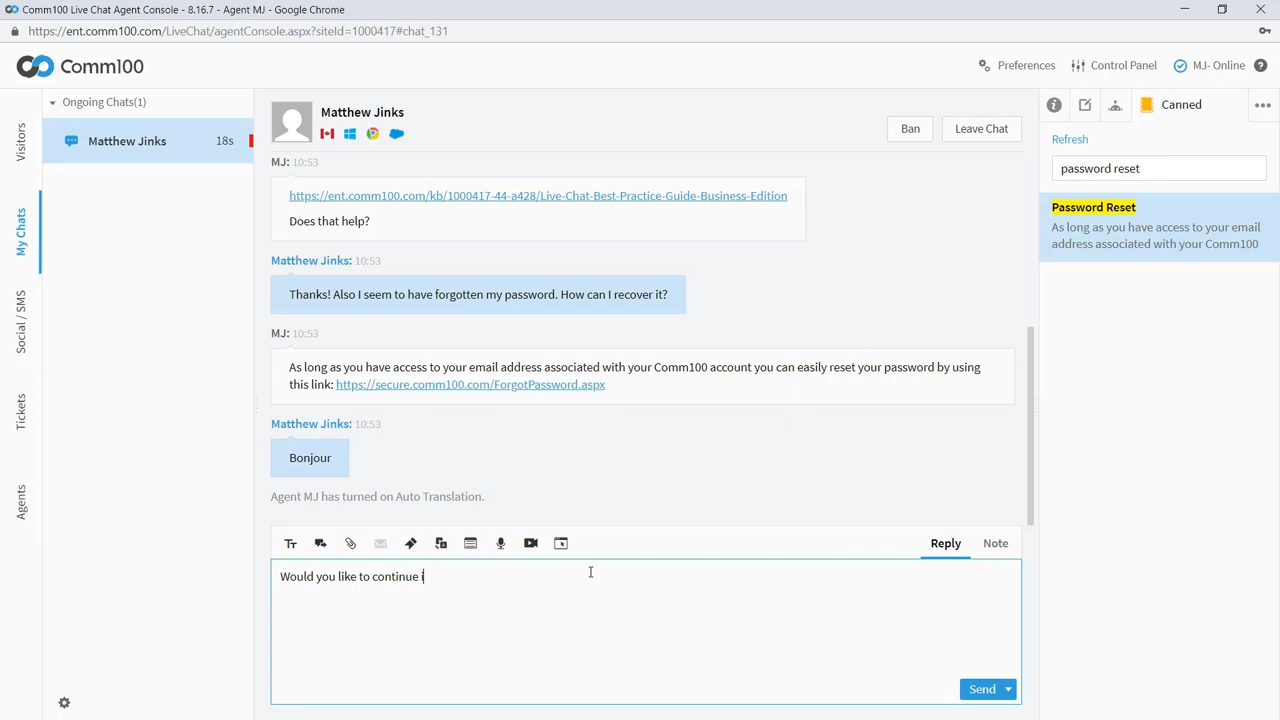 Comm100 Live Chat Agent Console - 8.16.7 - Agent MJ - Google Chrome
https://ent.comm100.com/LiveChat/agentConsole.aspx?siteId=1000417#chat_131
Comm100
Preferences
Control Panel
MJ- Online
Visitors
My Chats
Social / SMS
Tickets
Agents
Ongoing Chats(1)
Matthew Jinks 18s
Matthew Jinks
Ban
Leave Chat
MJ: 10:53
https://ent.comm100.com/kb/1000417-44-a428/Live-Chat-Best-Practice-Guide-Business-Edition
Does that help?
Matthew Jinks: 10:53
Thanks! Also I seem to have forgotten my password. How can I recover it?
MJ: 10:53
As long as you have access to your email address associated with your Comm100 account you can easily reset your password by using
this link: https://secure.comm100.com/ForgotPassword.aspx
Matthew Jinks: 10:53
Bonjour
Agent MJ has turned on Auto Translation.
Reply
Note
Would you like to continue i
Send
Canned
Refresh
password reset
Password Reset
As long as you have access to your email
address associated with your Comm100